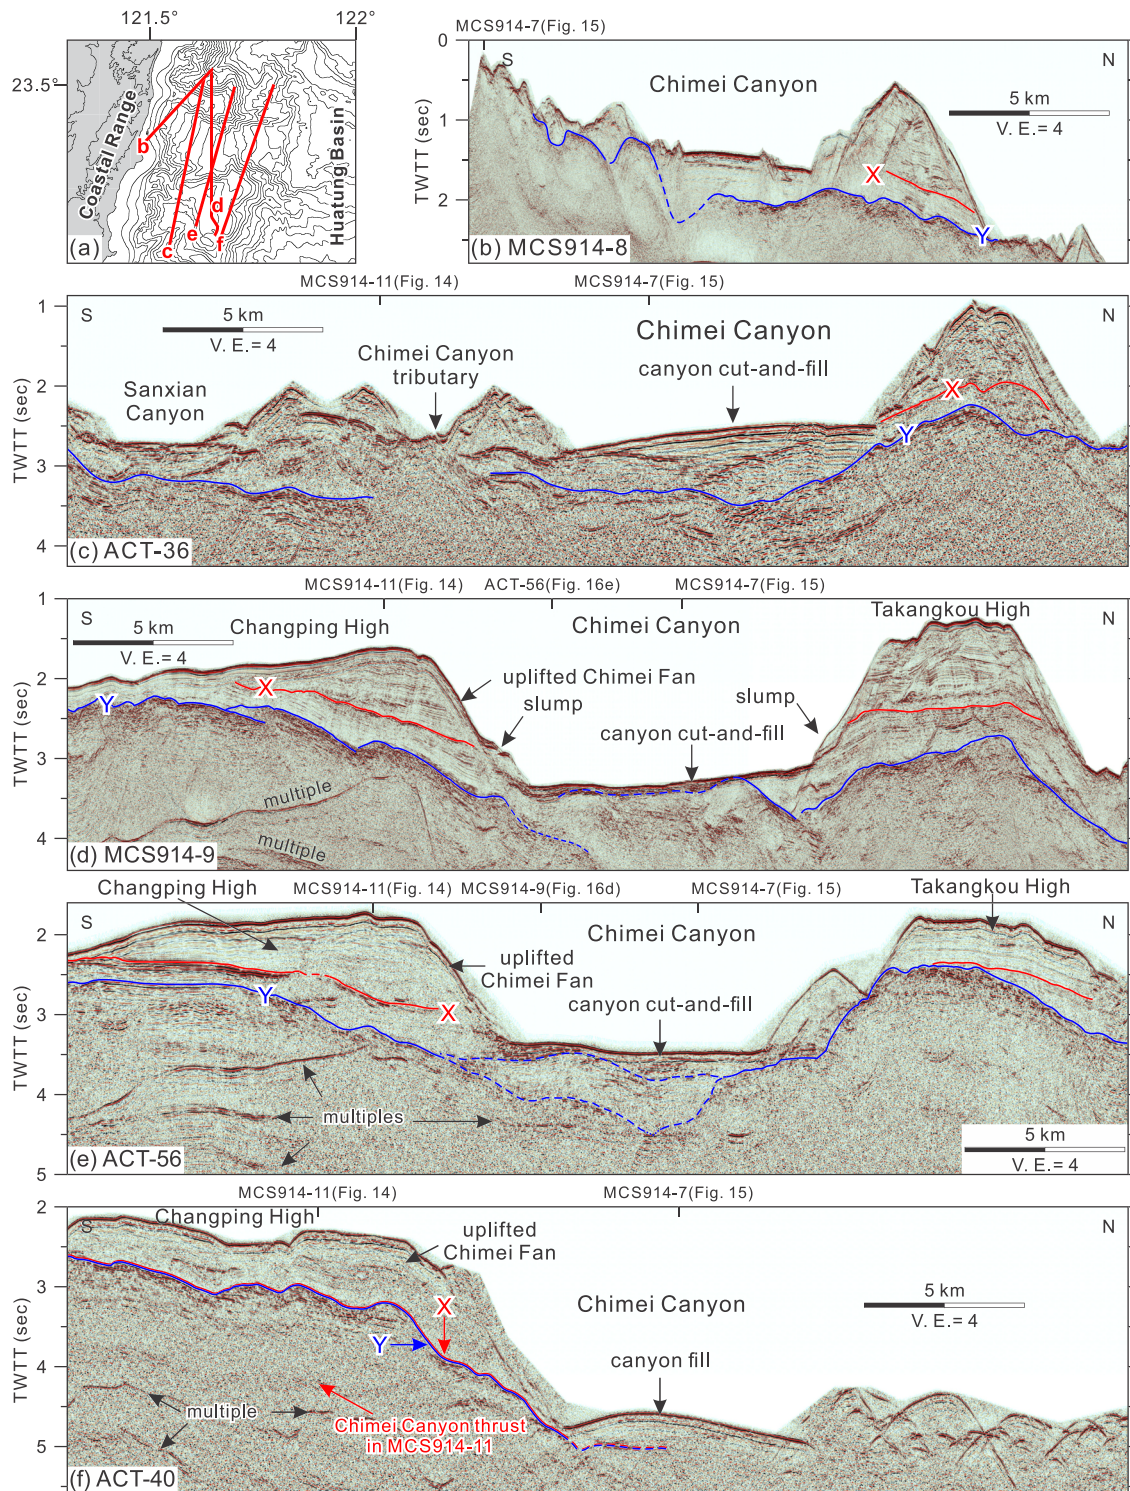 121.5°
122°
23.5°
Coastal Range
Huatung Basin
b
c
d
e
f
(a)
MCS914-7(Fig. 15)
S
N
Chimei Canyon
5 km
V. E.= 4
TWTT (sec)
0
1
2
X
Y
(b) MCS914-8
MCS914-11(Fig. 14)
MCS914-7(Fig. 15)
S
N
5 km
V. E.= 4
Chimei Canyon
Chimei Canyon
tributary
canyon cut-and-fill
Sanxian
Canyon
TWTT (sec)
1
2
3
4
X
Y
(c) ACT-36
MCS914-11(Fig. 14)
ACT-56(Fig. 16e)
MCS914-7(Fig. 15)
S
N
5 km
V. E.= 4
Changping High
Chimei Canyon
Takangkou High
uplifted Chimei Fan
slump
slump
canyon cut-and-fill
TWTT (sec)
1
2
3
4
X
Y
multiple
multiple
(d) MCS914-9
Changping High
MCS914-11(Fig. 14)
MCS914-9(Fig. 16d)
MCS914-7(Fig. 15)
Takangkou High
S
N
Chimei Canyon
uplifted
Chimei Fan
canyon cut-and-fill
TWTT (sec)
2
3
4
5
Y
X
multiples
5 km
V. E.= 4
(e) ACT-56
MCS914-11(Fig. 14)
MCS914-7(Fig. 15)
S
N
Changping High
uplifted
Chimei Fan
Chimei Canyon
5 km
V. E.= 4
TWTT (sec)
2
3
4
5
X
Y
canyon fill
multiple
Chimei Canyon thrust
in MCS914-11
(f) ACT-40